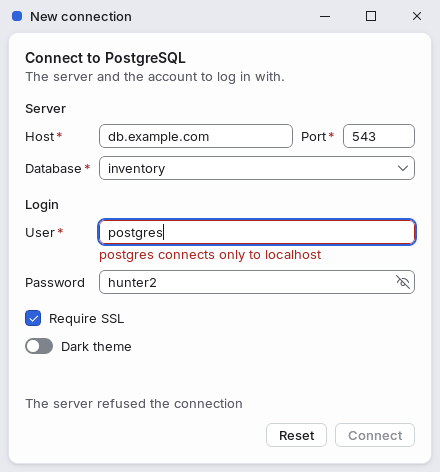 New connection
Connect to PostgreSQL
The server and the account to log in with.
Server
Host * db.example.com Port * 543
Database * inventory
Login
User * postgres
postgres connects only to localhost
Password hunter2
Require SSL
Dark theme
The server refused the connection
Reset Connect